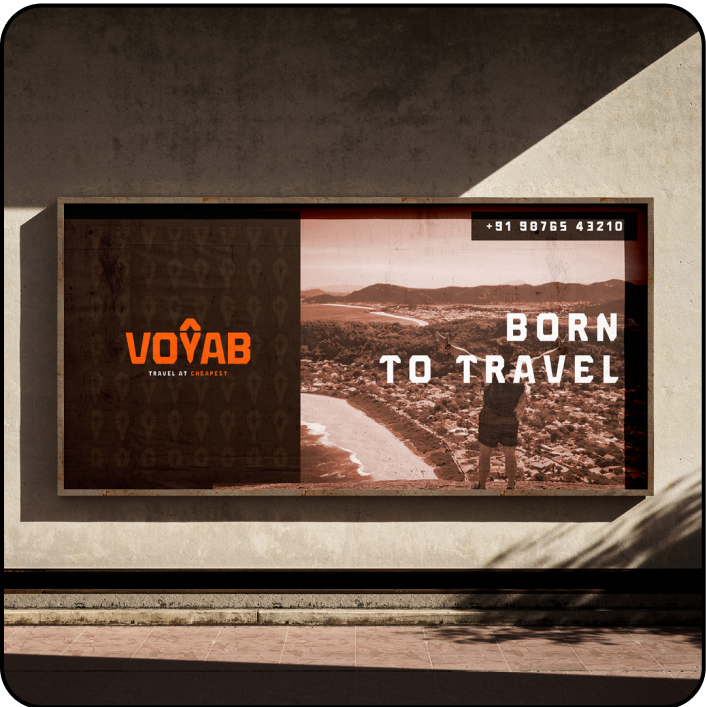 VOYAB
TRAVEL AT CHEAPEST
+91 98765 43210
BORN
TO TRAVEL